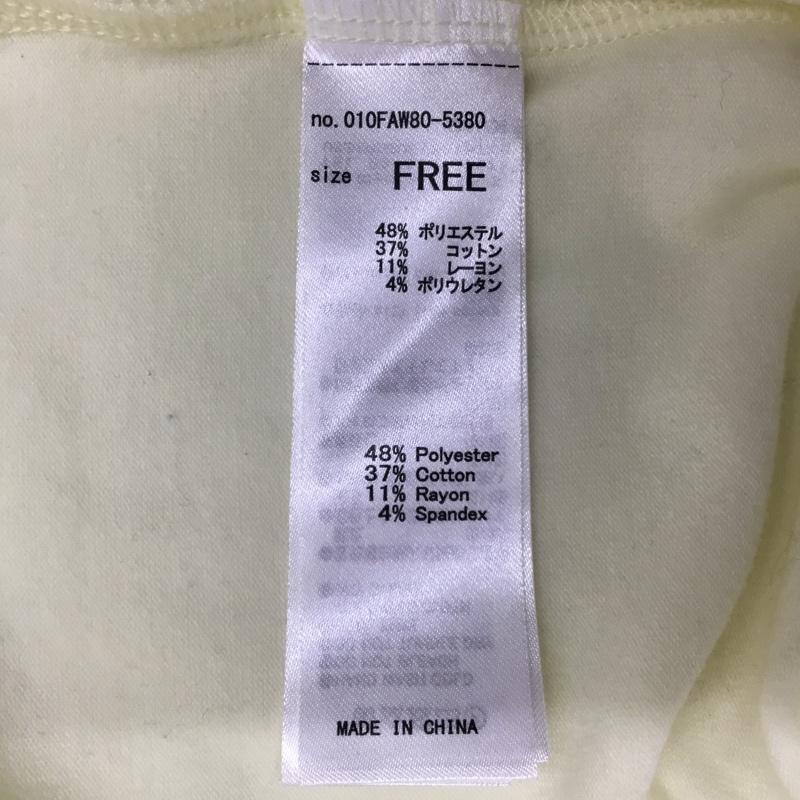 no. 010FAW80-5380
size FREE
48% ポリエステル
37% コットン
11% レーヨン
4% ポリウレタン
48% Polyester
37% Cotton
11% Rayon
4% Spandex
MADE IN CHINA